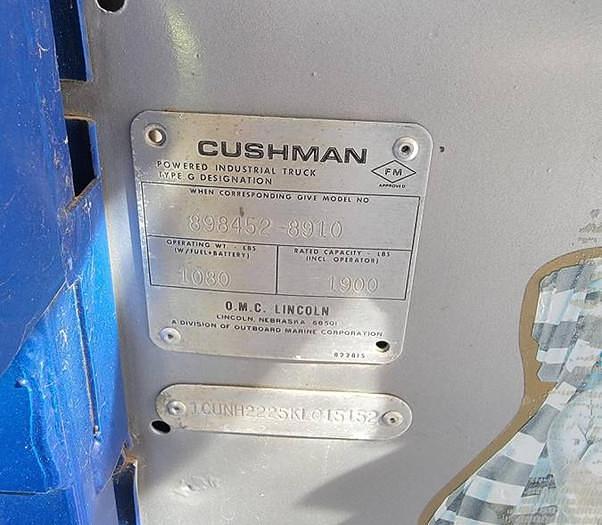 CUSHMAN
POWERED INDUSTRIAL TRUCK
TYPE G DESIGNATION
FM
APPROVED
WHEN CORRESPONDING GIVE MODEL NO
898452-8910
OPERATING WT. - LBS
(W/FUEL+BATTERY)
1080
RATED CAPACITY - LBS
(INCL OPERATOR)
1900
O.M.C. LINCOLN
LINCOLN, NEBRASKA 68501
A DIVISION OF OUTBOARD MARINE CORPORATION
822815
1CUNH2225KL015152